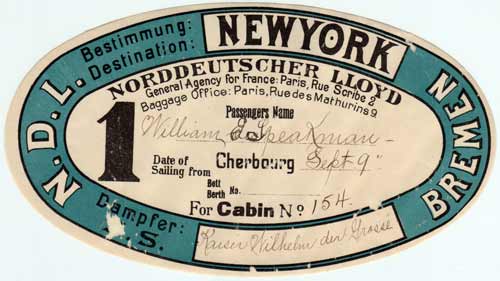 N.D.L.
Bestimmung:
Destination:
NEWYORK
BREMEN
NORDDEUTSCHER LLOYD
General Agency for France: Paris, Rue Scribe 2
Baggage Office: Paris, Rue des Mathurins 9
1
Passengers Name
William E Speakman
Date of
Sailing from
Cherbourg Sept 9"
Bett
Berth No.
For Cabin No 154.
Dampfer:
S.S.
Kaiser Wilhelm der Grosse